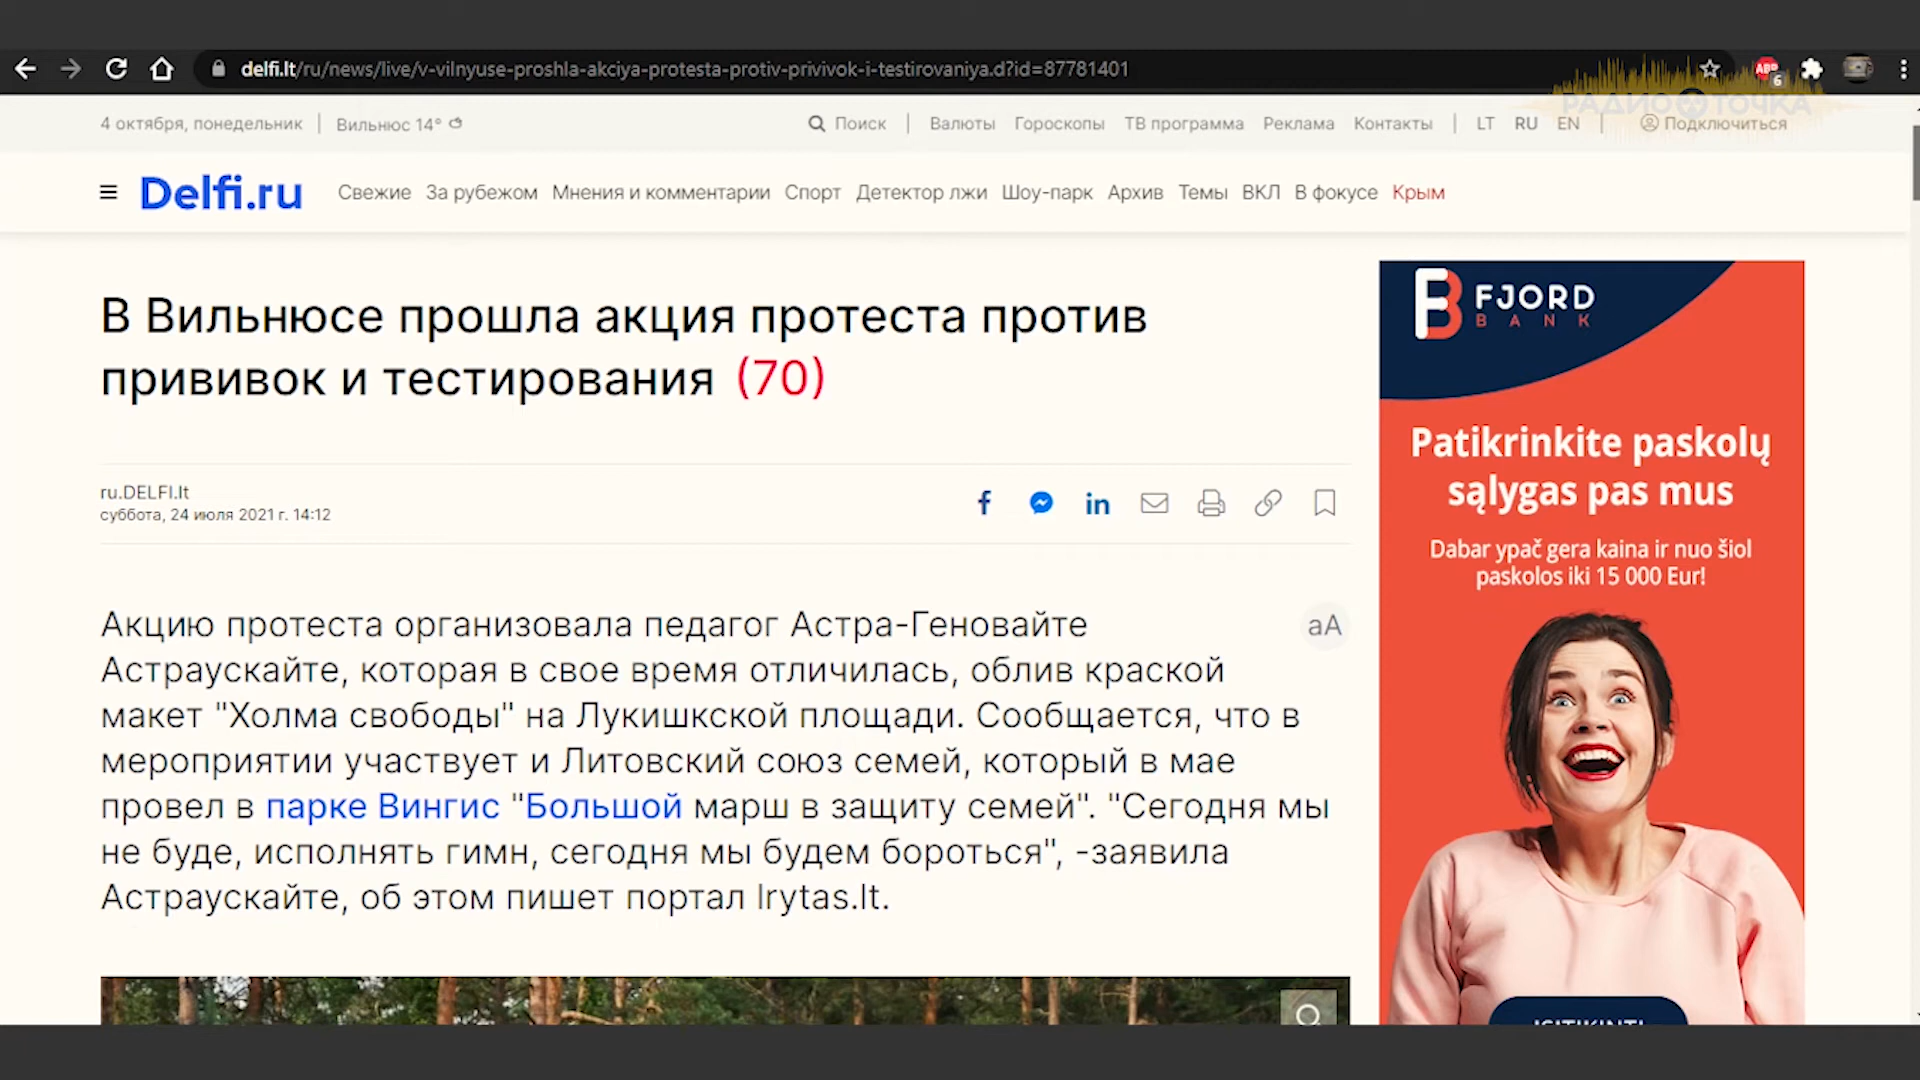 delfi.lt/ru/news/live/v-vilnyuse-proshla-akciya-protesta-protiv-privivok-i-testirovaniya.d?id=87781401
ABP
6
РАДИО ТОЧКА
4 октября, понедельник | Вильнюс 14°
Поиск | Валюты Гороскопы ТВ программа Реклама Контакты | LT RU EN | Подключиться
Delfi.ru Свежие За рубежом Мнения и комментарии Спорт Детектор лжи Шоу-парк Архив Темы ВКЛ В фокусе Крым
В Вильнюсе прошла акция протеста против
прививок и тестирования (70)
ru.DELFI.lt
суббота, 24 июля 2021 г. 14:12
f in
аА
Акцию протеста организовала педагог Астра-Геновайте
Астраускайте, которая в свое время отличилась, облив краской
макет "Холма свободы" на Лукишкской площади. Сообщается, что в
мероприятии участвует и Литовский союз семей, который в мае
провел в парке Вингис "Большой марш в защиту семей". "Сегодня мы
не буде, исполнять гимн, сегодня мы будем бороться", -заявила
Астраускайте, об этом пишет портал lrytas.lt.
FJORD
BANK
Patikrinkite paskolų
sąlygas pas mus
Dabar ypač gera kaina ir nuo šiol
paskolos iki 15 000 Eur!